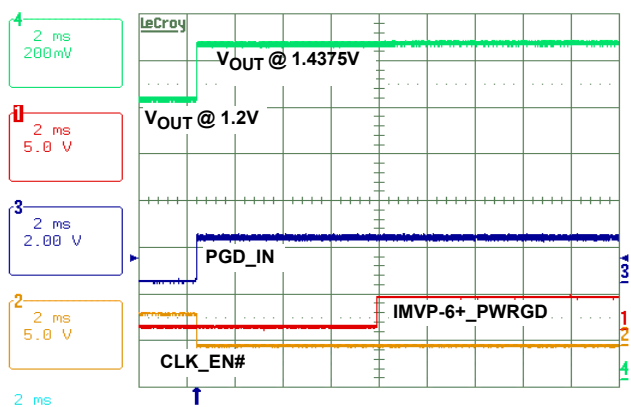 4
2 ms
200mV
1
2 ms
5.0 V
3
2 ms
2.00 V
2
2 ms
5.0 V
2 ms
LeCroy
VOUT @ 1.4375V
VOUT @ 1.2V
PGD_IN
IMVP-6+_PWRGD
CLK_EN#
3
1
2
4